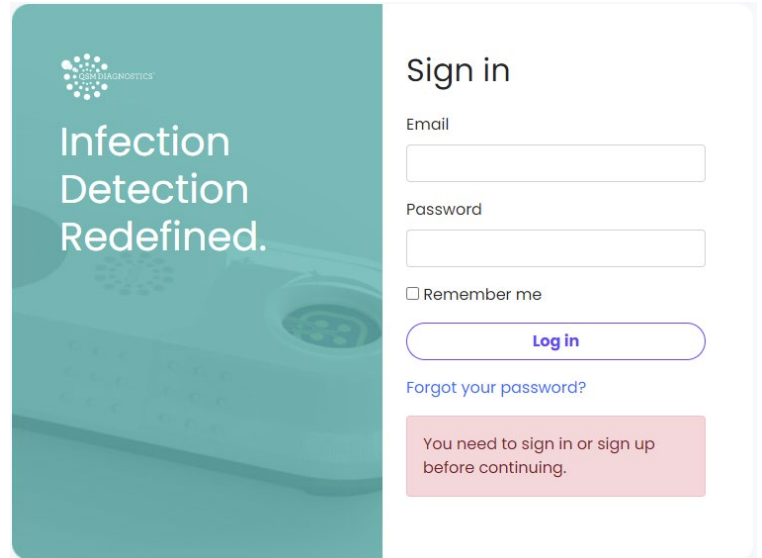 QSM DIAGNOSTICS
Infection
Detection
Redefined.
Sign in
Email
Password
Remember me
Log in
Forgot your password?
You need to sign in or sign up
before continuing.